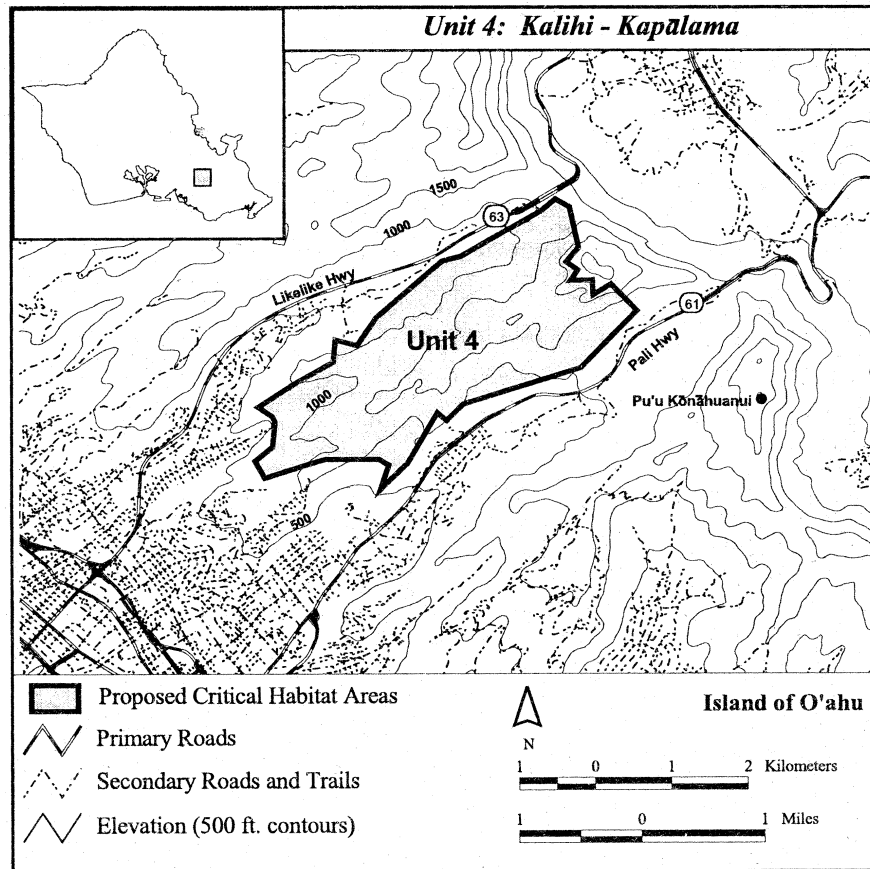 Unit 4: Kalihi - Kapālama
1500
1000
63
Likelike Hwy
61
Unit 4
Pali Hwy
1000
Pu'u Kōnāhuanui
500
Proposed Critical Habitat Areas
Primary Roads
Secondary Roads and Trails
Elevation (500 ft. contours)
Island of O'ahu
N
1 0 1 2 Kilometers
1 0 1 Miles